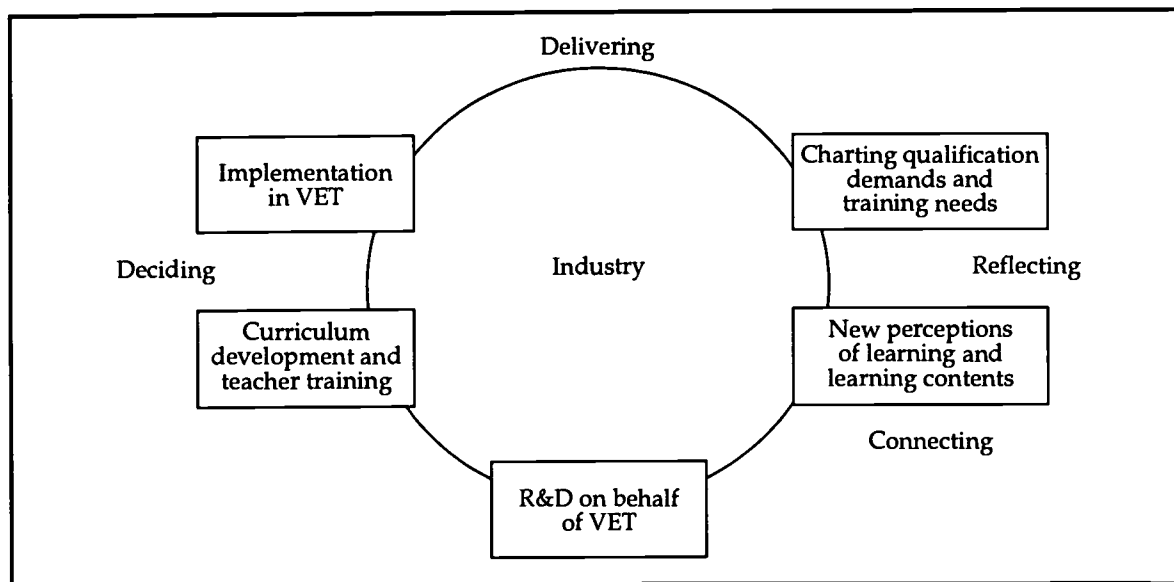 Delivering
Implementation
in VET
Charting qualification
demands and
training needs
Deciding
Industry
Reflecting
Curriculum
development and
teacher training
New perceptions
of learning and
learning contents
Connecting
R&D on behalf
of VET